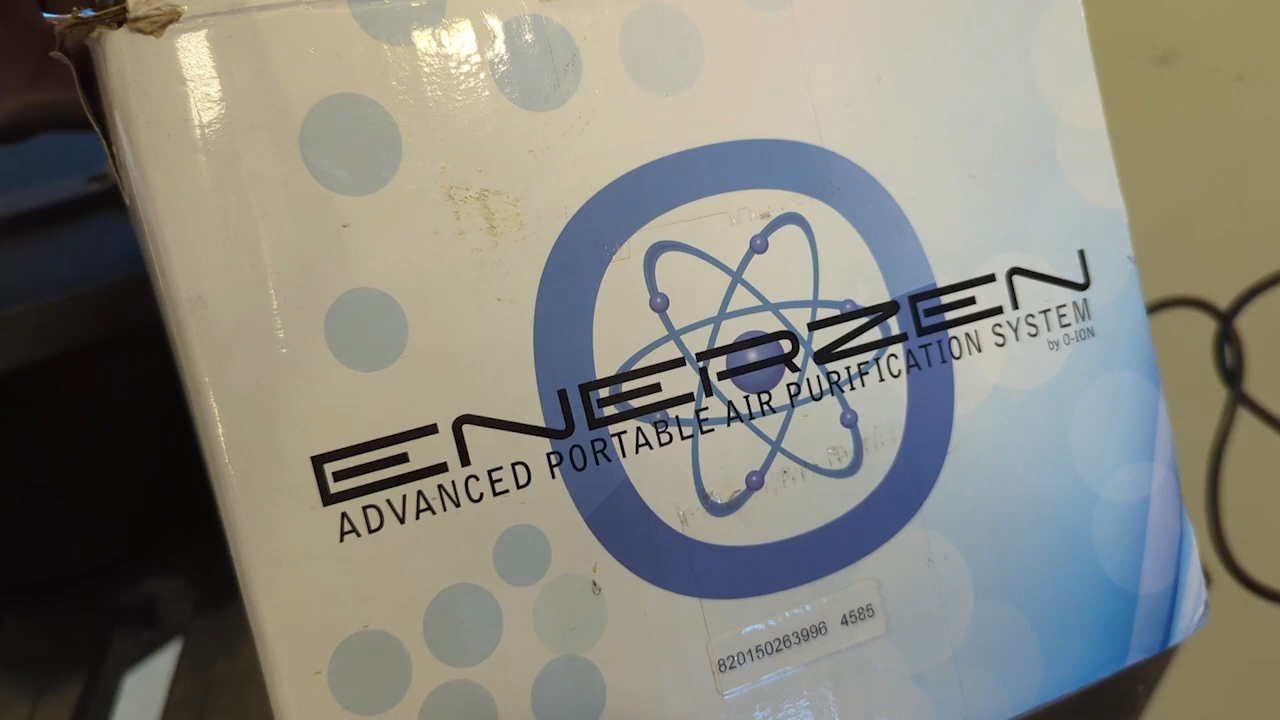 ENERZEN
ADVANCED PORTABLE AIR PURIFICATION SYSTEM
by O-ION
820150263996 4585